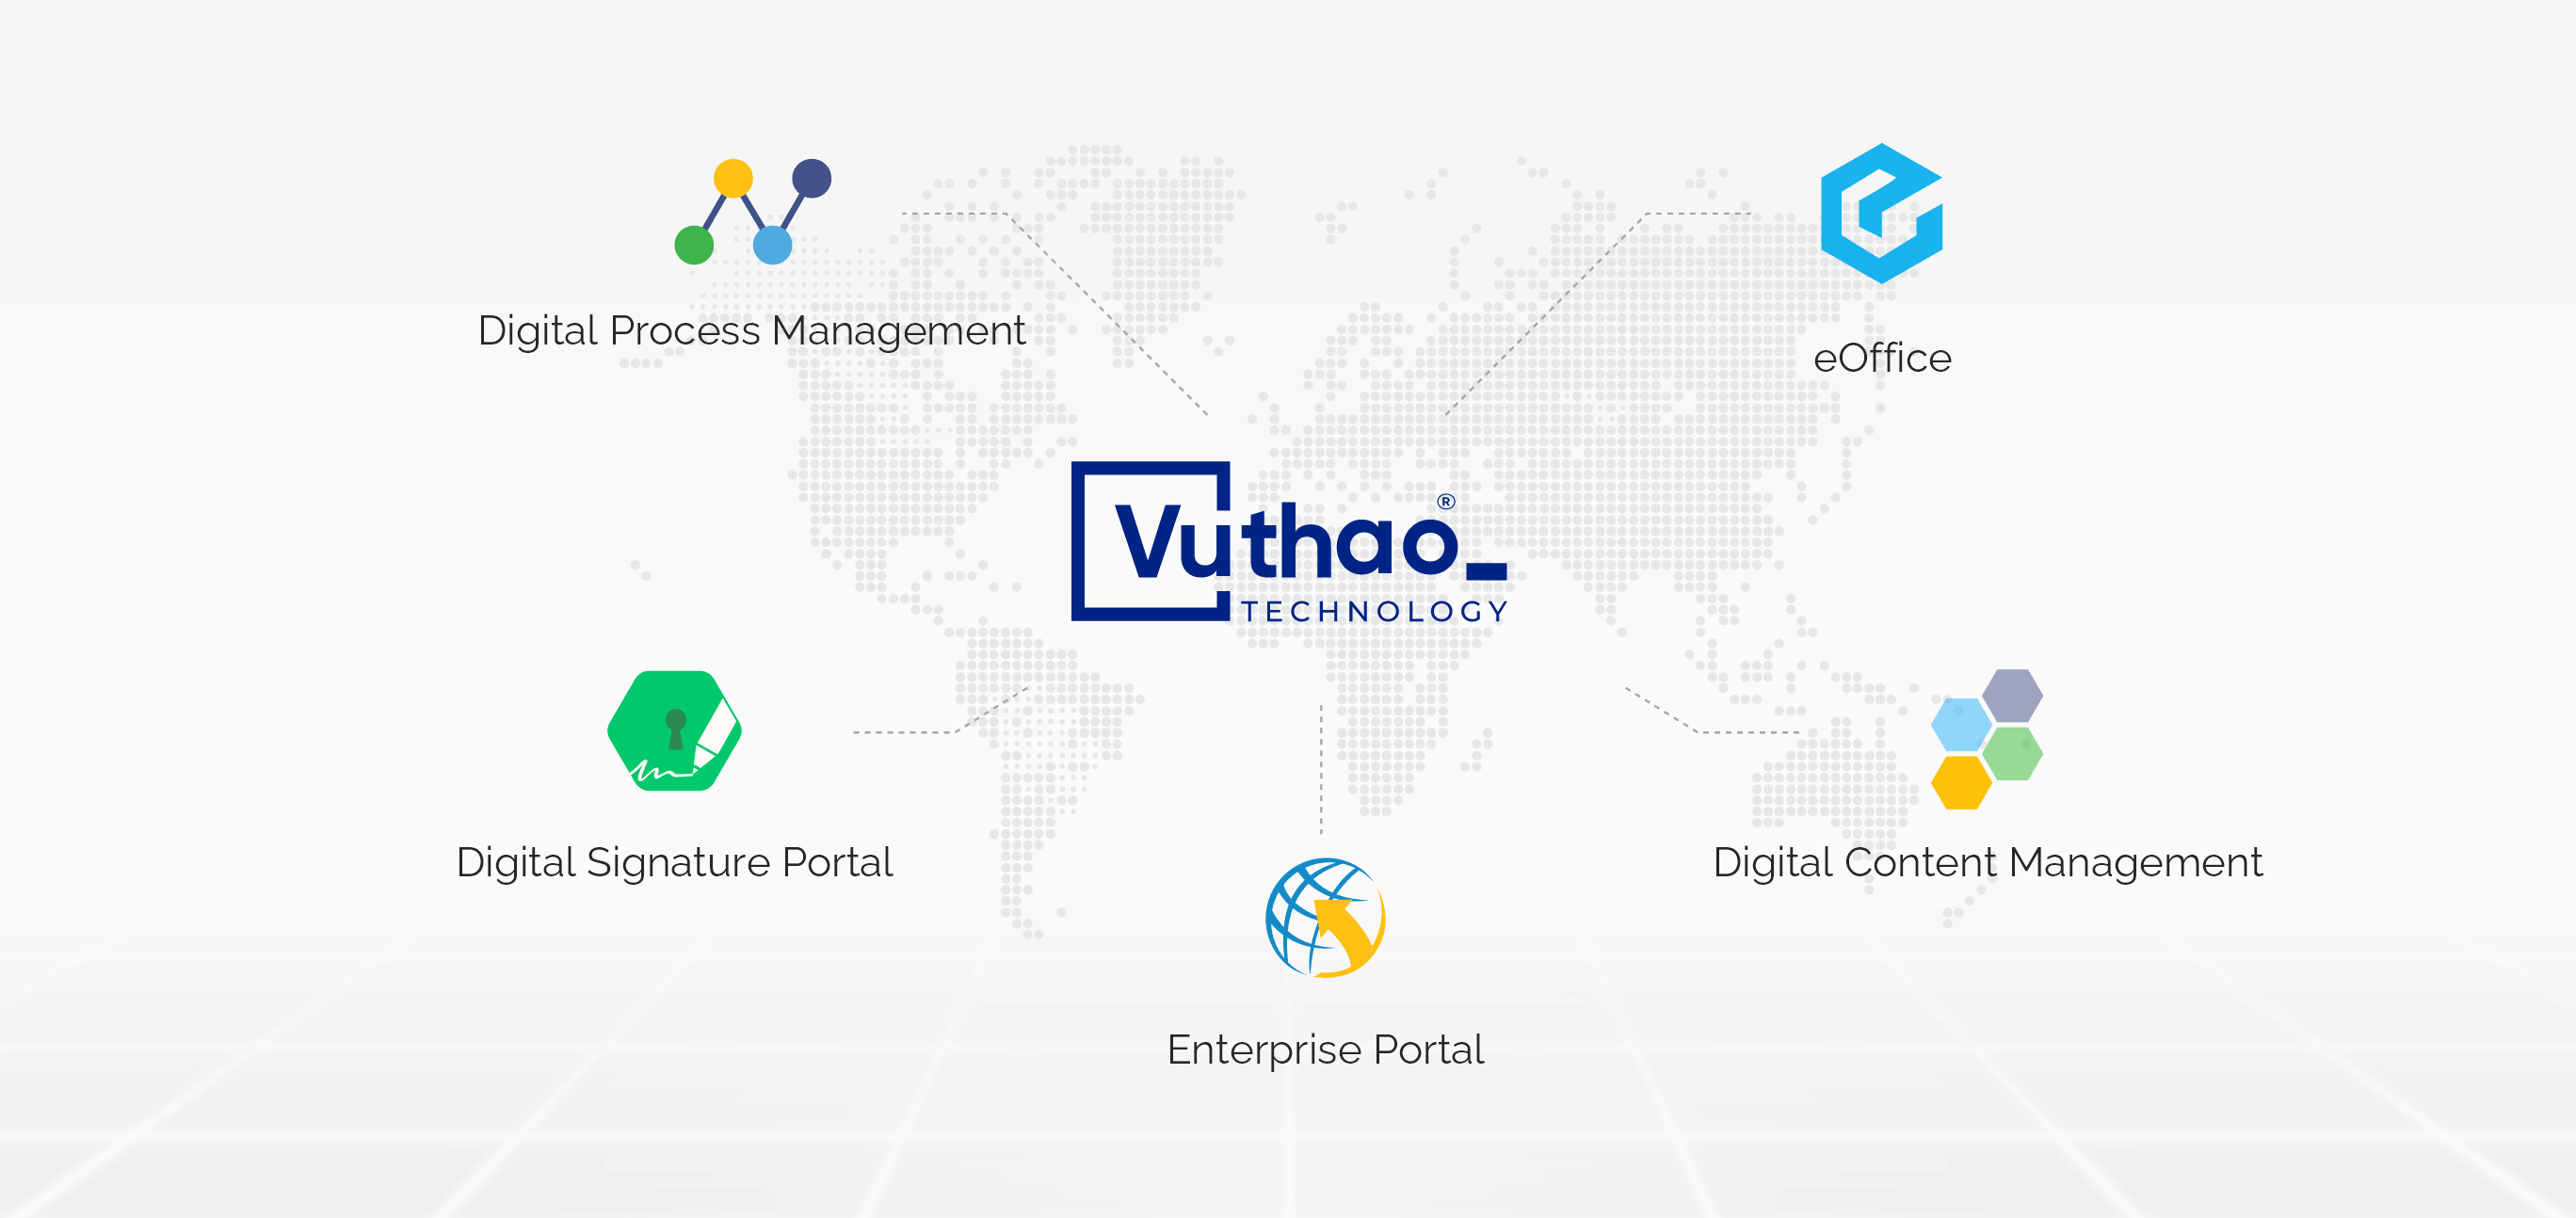 Digital Process Management
eOffice
Vuthao®
TECHNOLOGY
Digital Signature Portal
Digital Content Management
Enterprise Portal